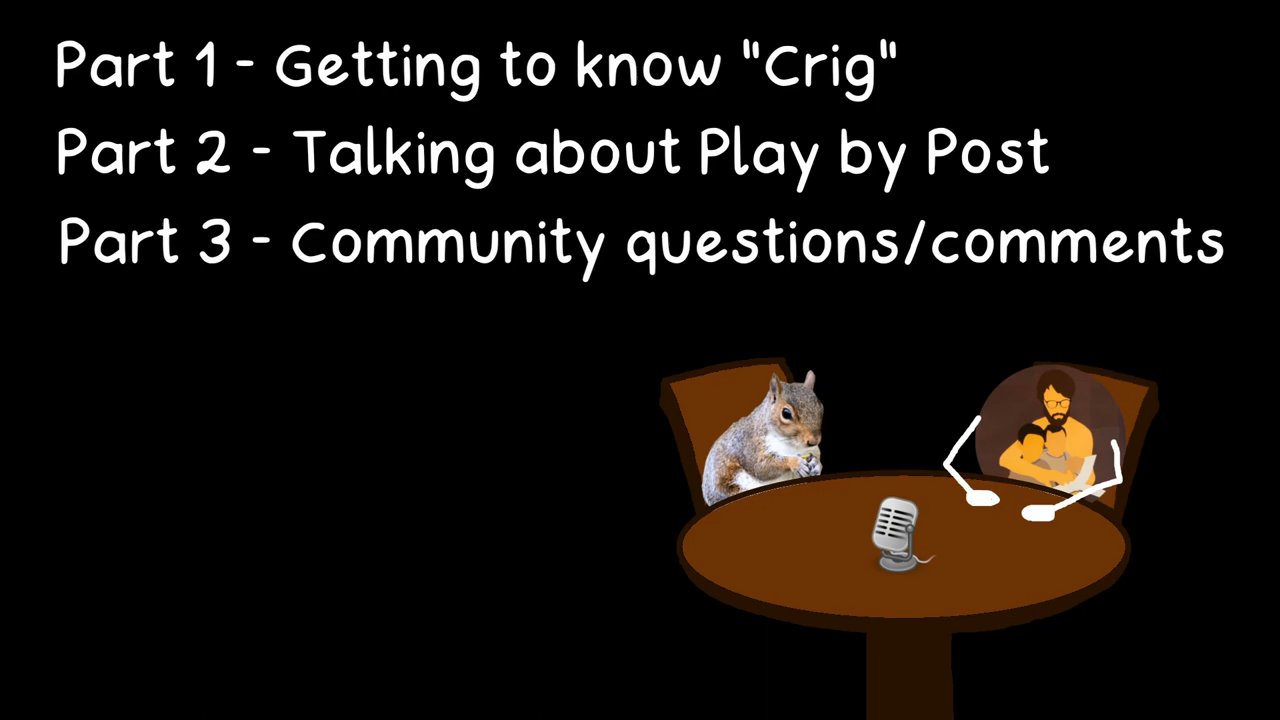 Part 1 - Getting to know "Crig"
Part 2 - Talking about Play by Post
Part 3 - Community questions/comments